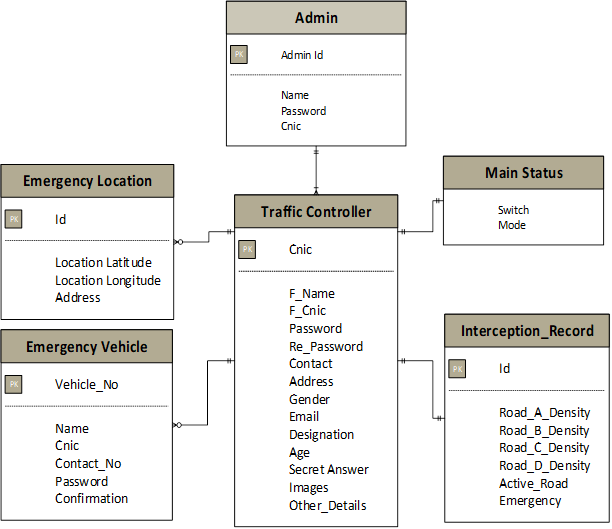 Admin
PK
Admin Id
Name
Password
Cnic
Emergency Location
PK
Id
Location Latitude
Location Longitude
Address
Traffic Controller
PK
Cnic
F_Name
F_Cnic
Password
Re_Password
Contact
Address
Gender
Email
Designation
Age
Secret Answer
Images
Other_Details
Main Status
Switch
Mode
Emergency Vehicle
PK
Vehicle_No
Name
Cnic
Contact_No
Password
Confirmation
Interception_Record
PK
Id
Road_A_Density
Road_B_Density
Road_C_Density
Road_D_Density
Active_Road
Emergency